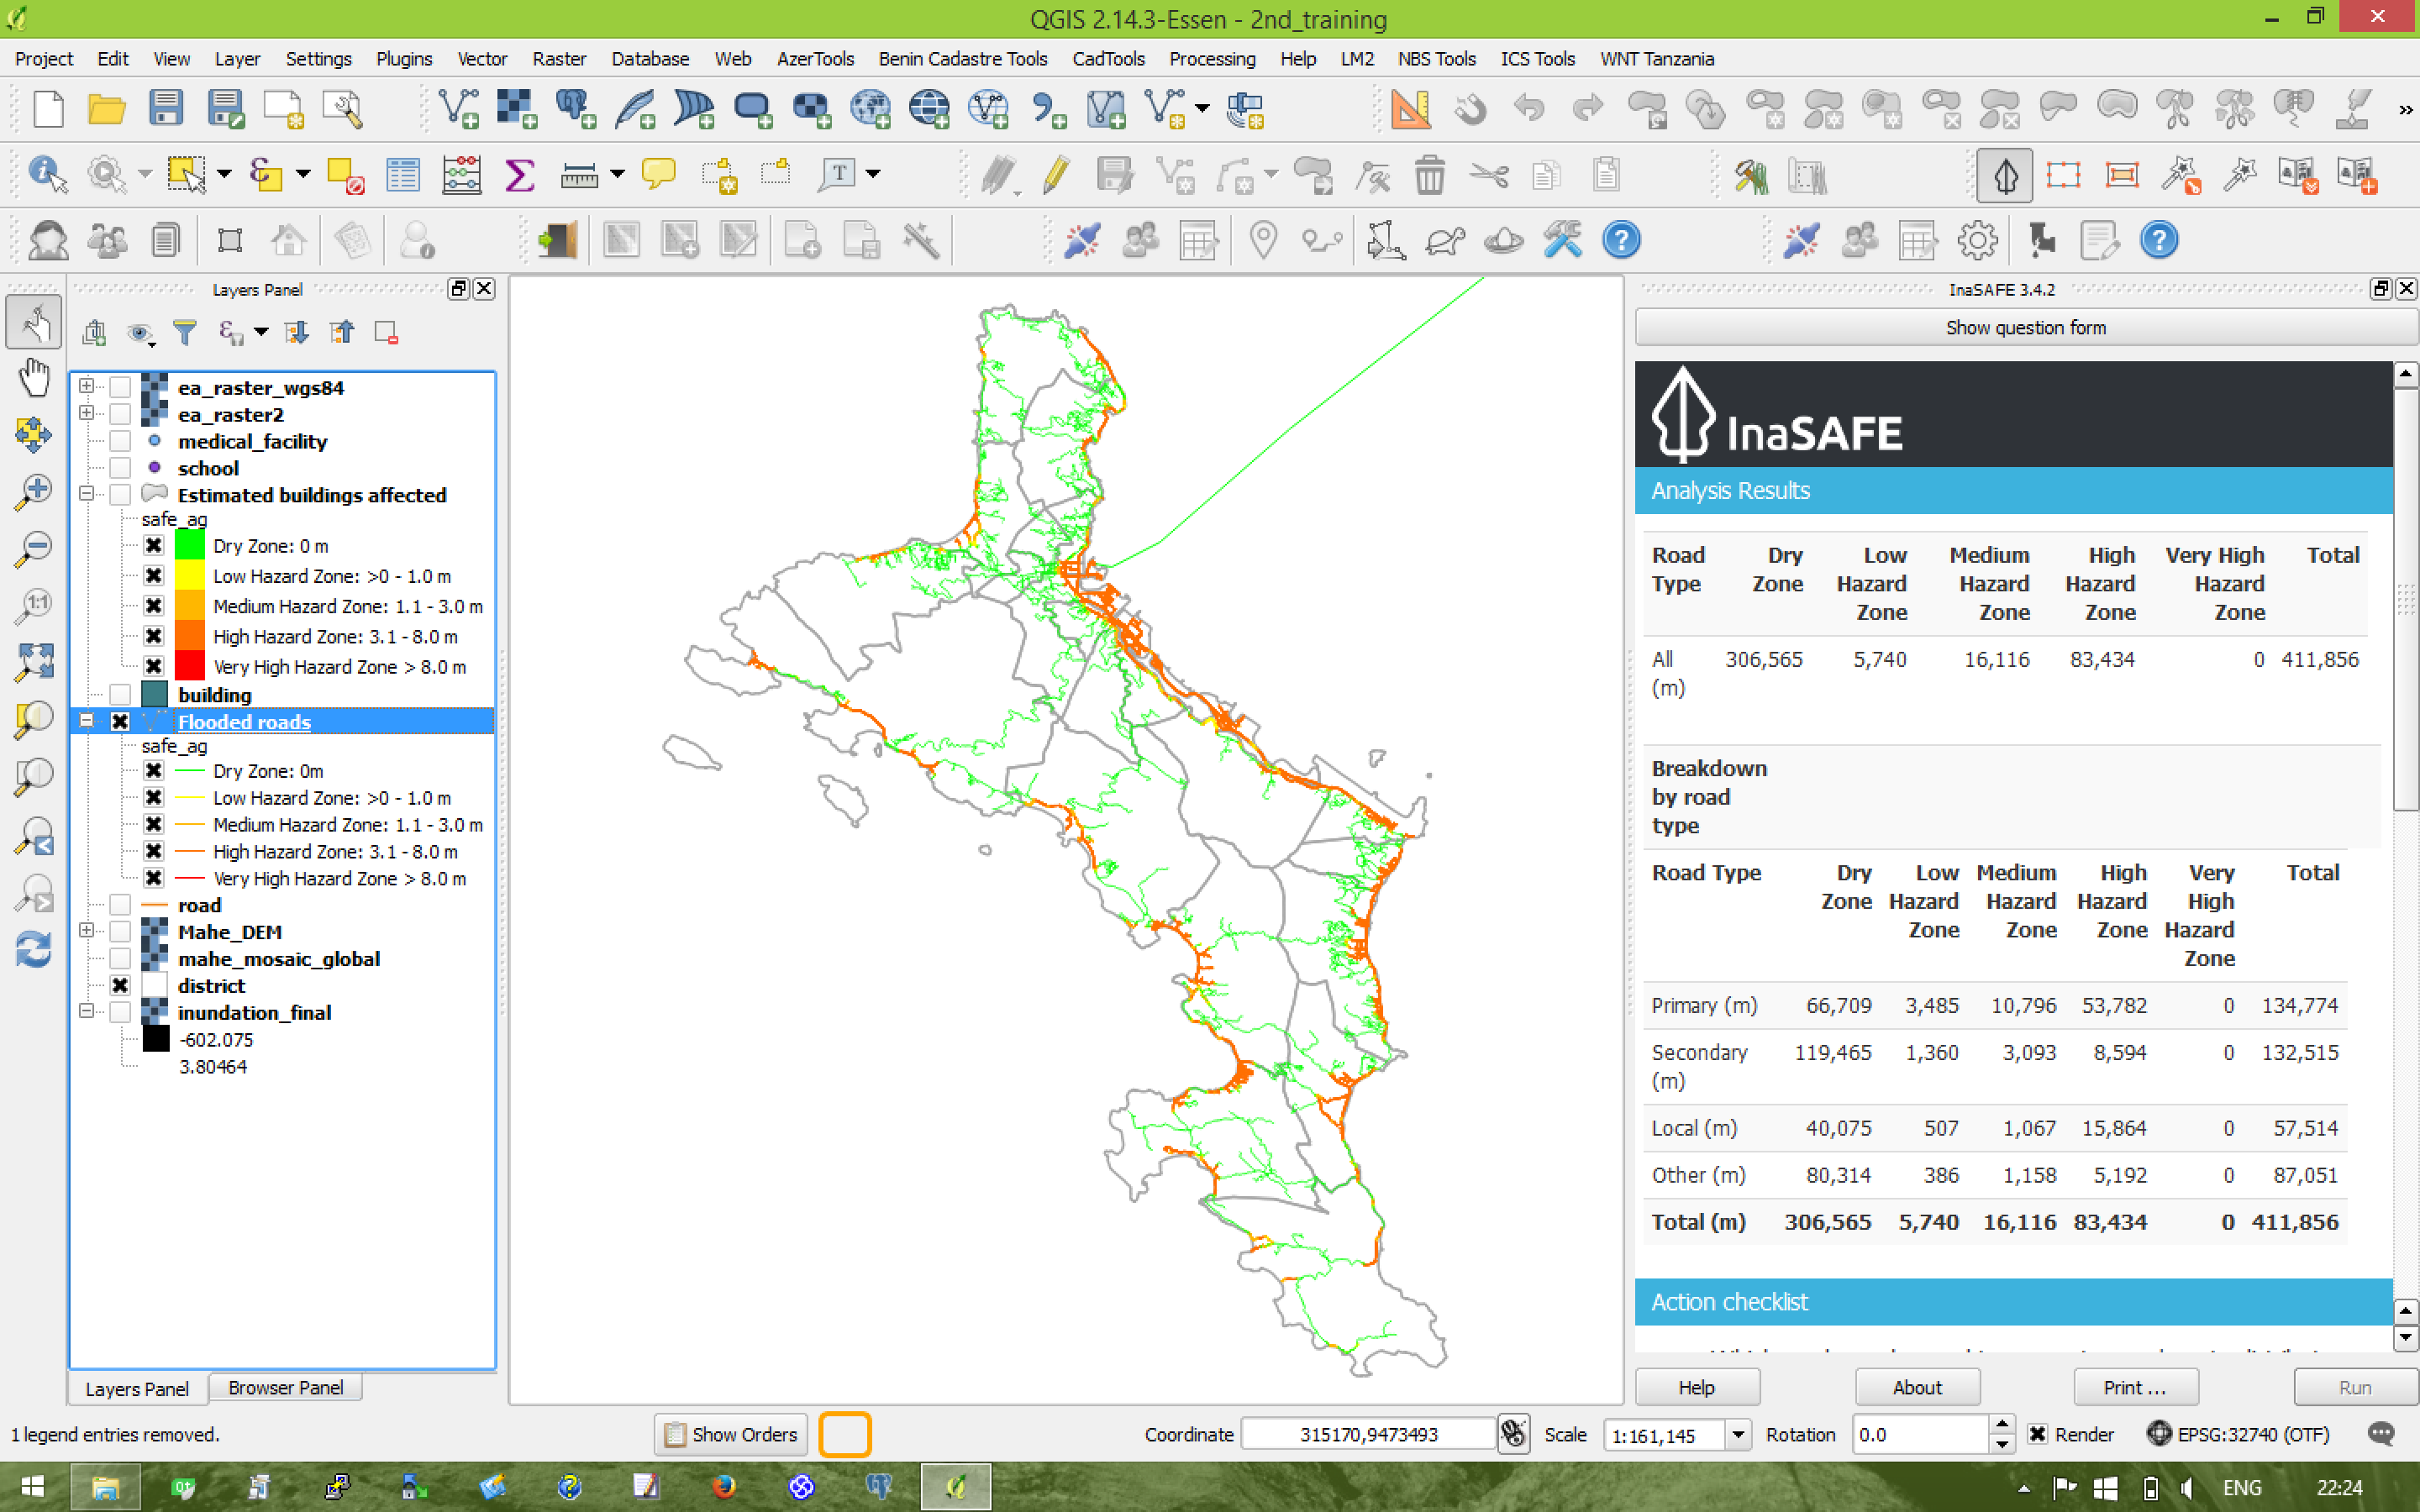 QGIS 2.14.3-Essen - 2nd_training
Project Edit View Layer Settings Plugins Vector Raster Database Web AzerTools Benin Cadastre Tools CadTools Processing Help LM2 NBS Tools ICS Tools WNT Tanzania
Layers Panel
ea_raster_wgs84
ea_raster2
medical_facility
school
Estimated buildings affected
safe_ag
Dry Zone: 0 m
Low Hazard Zone: >0 - 1.0 m
Medium Hazard Zone: 1.1 - 3.0 m
High Hazard Zone: 3.1 - 8.0 m
Very High Hazard Zone > 8.0 m
building
Flooded roads
safe_ag
Dry Zone: 0m
Low Hazard Zone: >0 - 1.0 m
Medium Hazard Zone: 1.1 - 3.0 m
High Hazard Zone: 3.1 - 8.0 m
Very High Hazard Zone > 8.0 m
road
Mahe_DEM
mahe_mosaic_global
district
inundation_final
-602.075
3.80464
Layers Panel Browser Panel
InaSAFE 3.4.2
Show question form
InaSAFE
Analysis Results
Road Dry Low Medium High Very High Total
Type Zone Hazard Hazard Hazard Hazard
Zone Zone Zone Zone
All 306,565 5,740 16,116 83,434 0 411,856
(m)
Breakdown
by road
type
Road Type Dry Low Medium High Very Total
Zone Hazard Hazard Hazard High
Zone Zone Zone Hazard
Zone
Primary (m) 66,709 3,485 10,796 53,782 0 134,774
Secondary 119,465 1,360 3,093 8,594 0 132,515
(m)
Local (m) 40,075 507 1,067 15,864 0 57,514
Other (m) 80,314 386 1,158 5,192 0 87,051
Total (m) 306,565 5,740 16,116 83,434 0 411,856
Action checklist
Help About Print ... Run
1 legend entries removed. Show Orders Coordinate 315170,9473493 Scale 1:161,145 Rotation 0.0 Render EPSG:32740 (OTF)
ENG 22:24